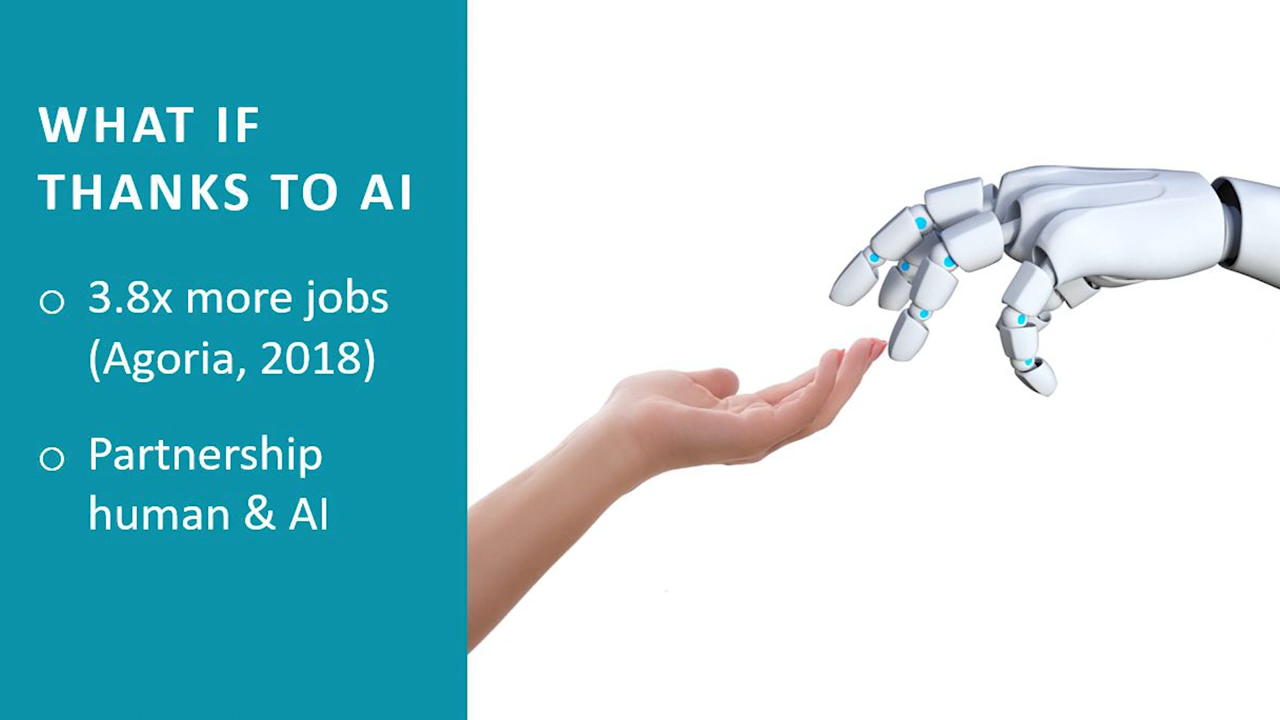 WHAT IF
THANKS TO AI
○ 3.8x more jobs
(Agoria, 2018)
○ Partnership
human & AI